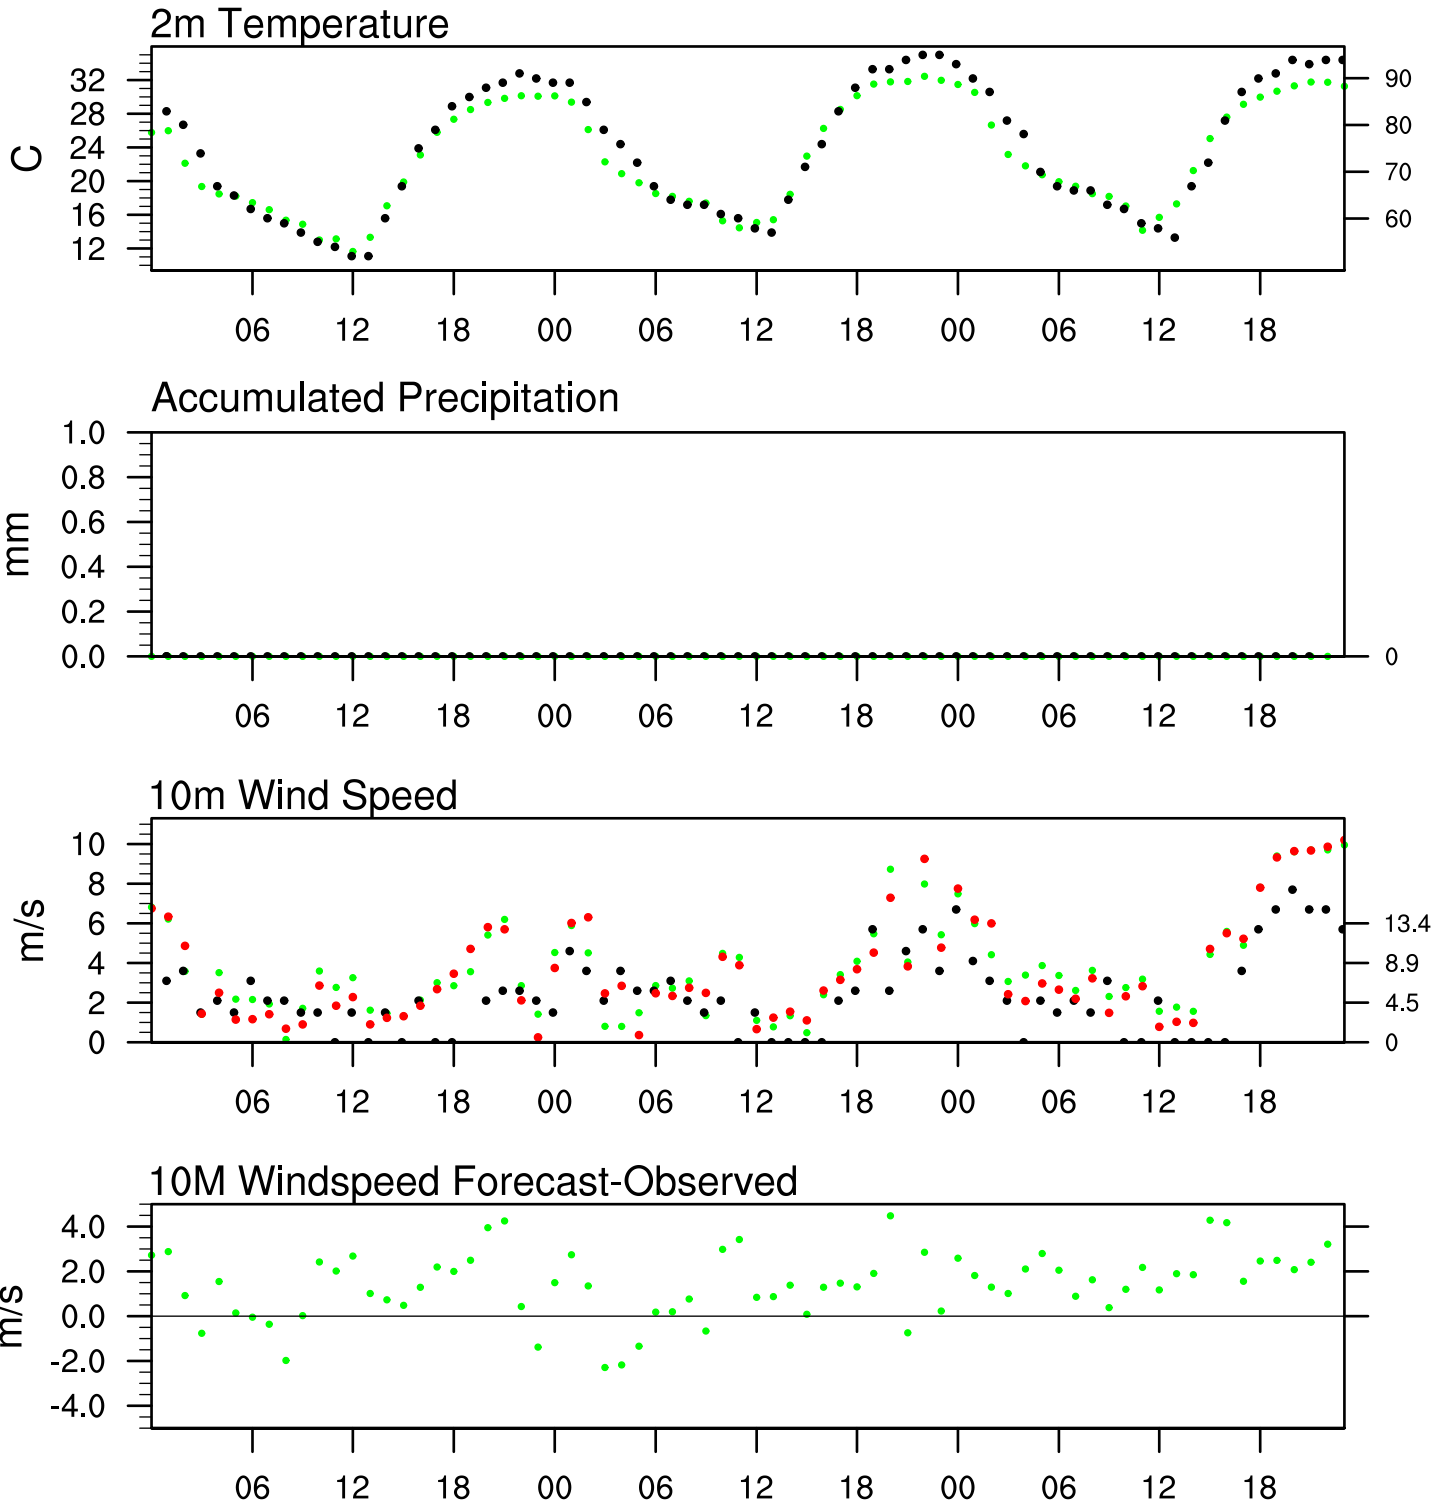 2m Temperature
C
32
28
24
20
16
12
90
80
70
60
06 12 18 00 06 12 18 00 06 12 18
Accumulated Precipitation
mm
1.0
0.8
0.6
0.4
0.2
0.0
0
06 12 18 00 06 12 18 00 06 12 18
10m Wind Speed
m/s
10
8
6
4
2
0
13.4
8.9
4.5
0
06 12 18 00 06 12 18 00 06 12 18
10M Windspeed Forecast-Observed
m/s
4.0
2.0
0.0
-2.0
-4.0
06 12 18 00 06 12 18 00 06 12 18